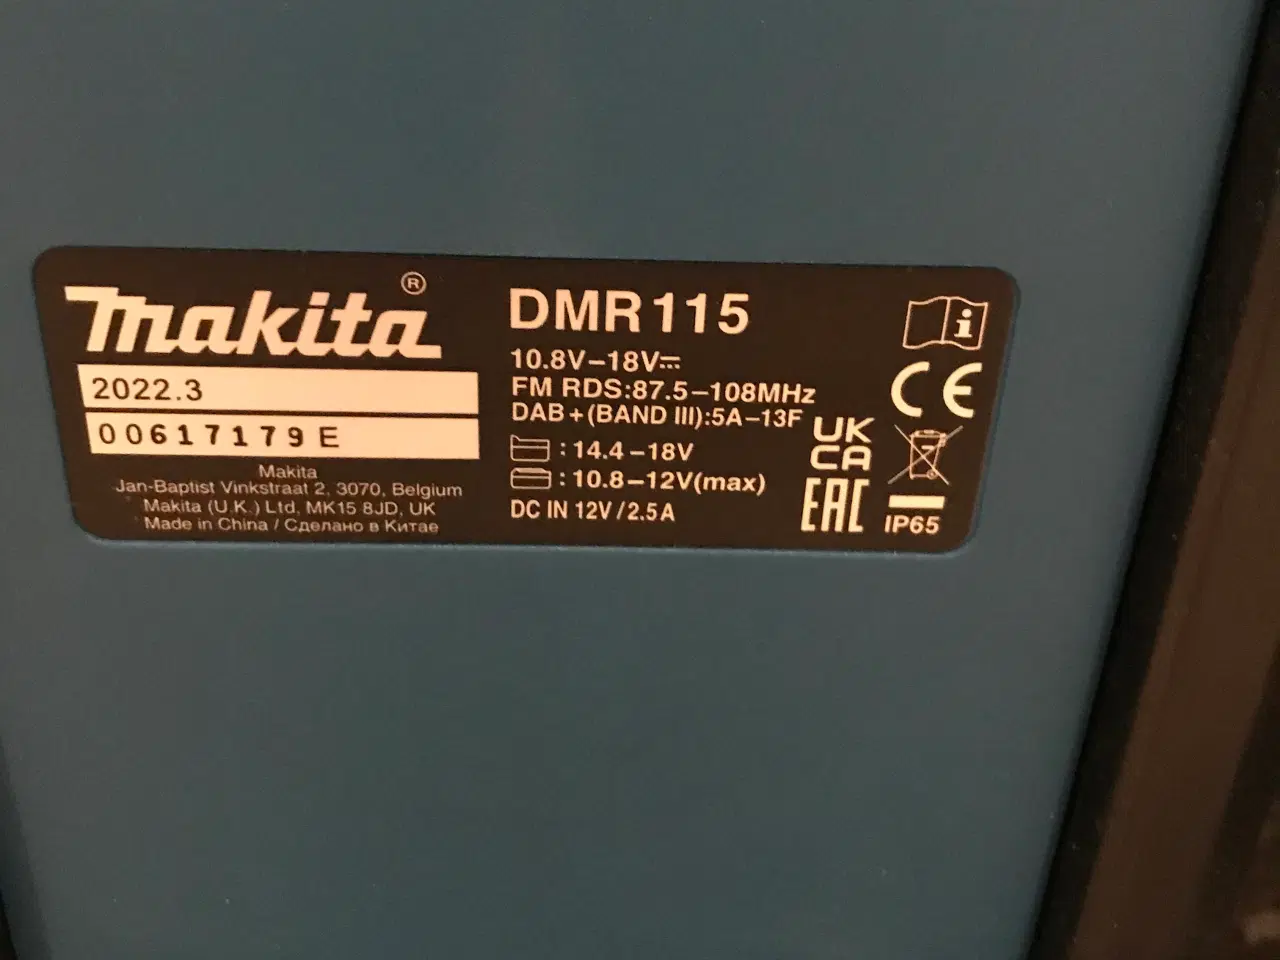 makita®
2022.3
00617179E
Makita
Jan-Baptist Vinkstraat 2, 3070, Belgium
Makita (U.K.) Ltd, MK15 8JD, UK
Made in China / Сделано в Китае
DMR115
10.8V–18V⎓
FM RDS:87.5–108MHz
DAB+(BAND III):5A–13F
:14.4–18V
:10.8–12V(max)
DC IN 12V/2.5A
i
CE
UK
CA
EAC
IP65